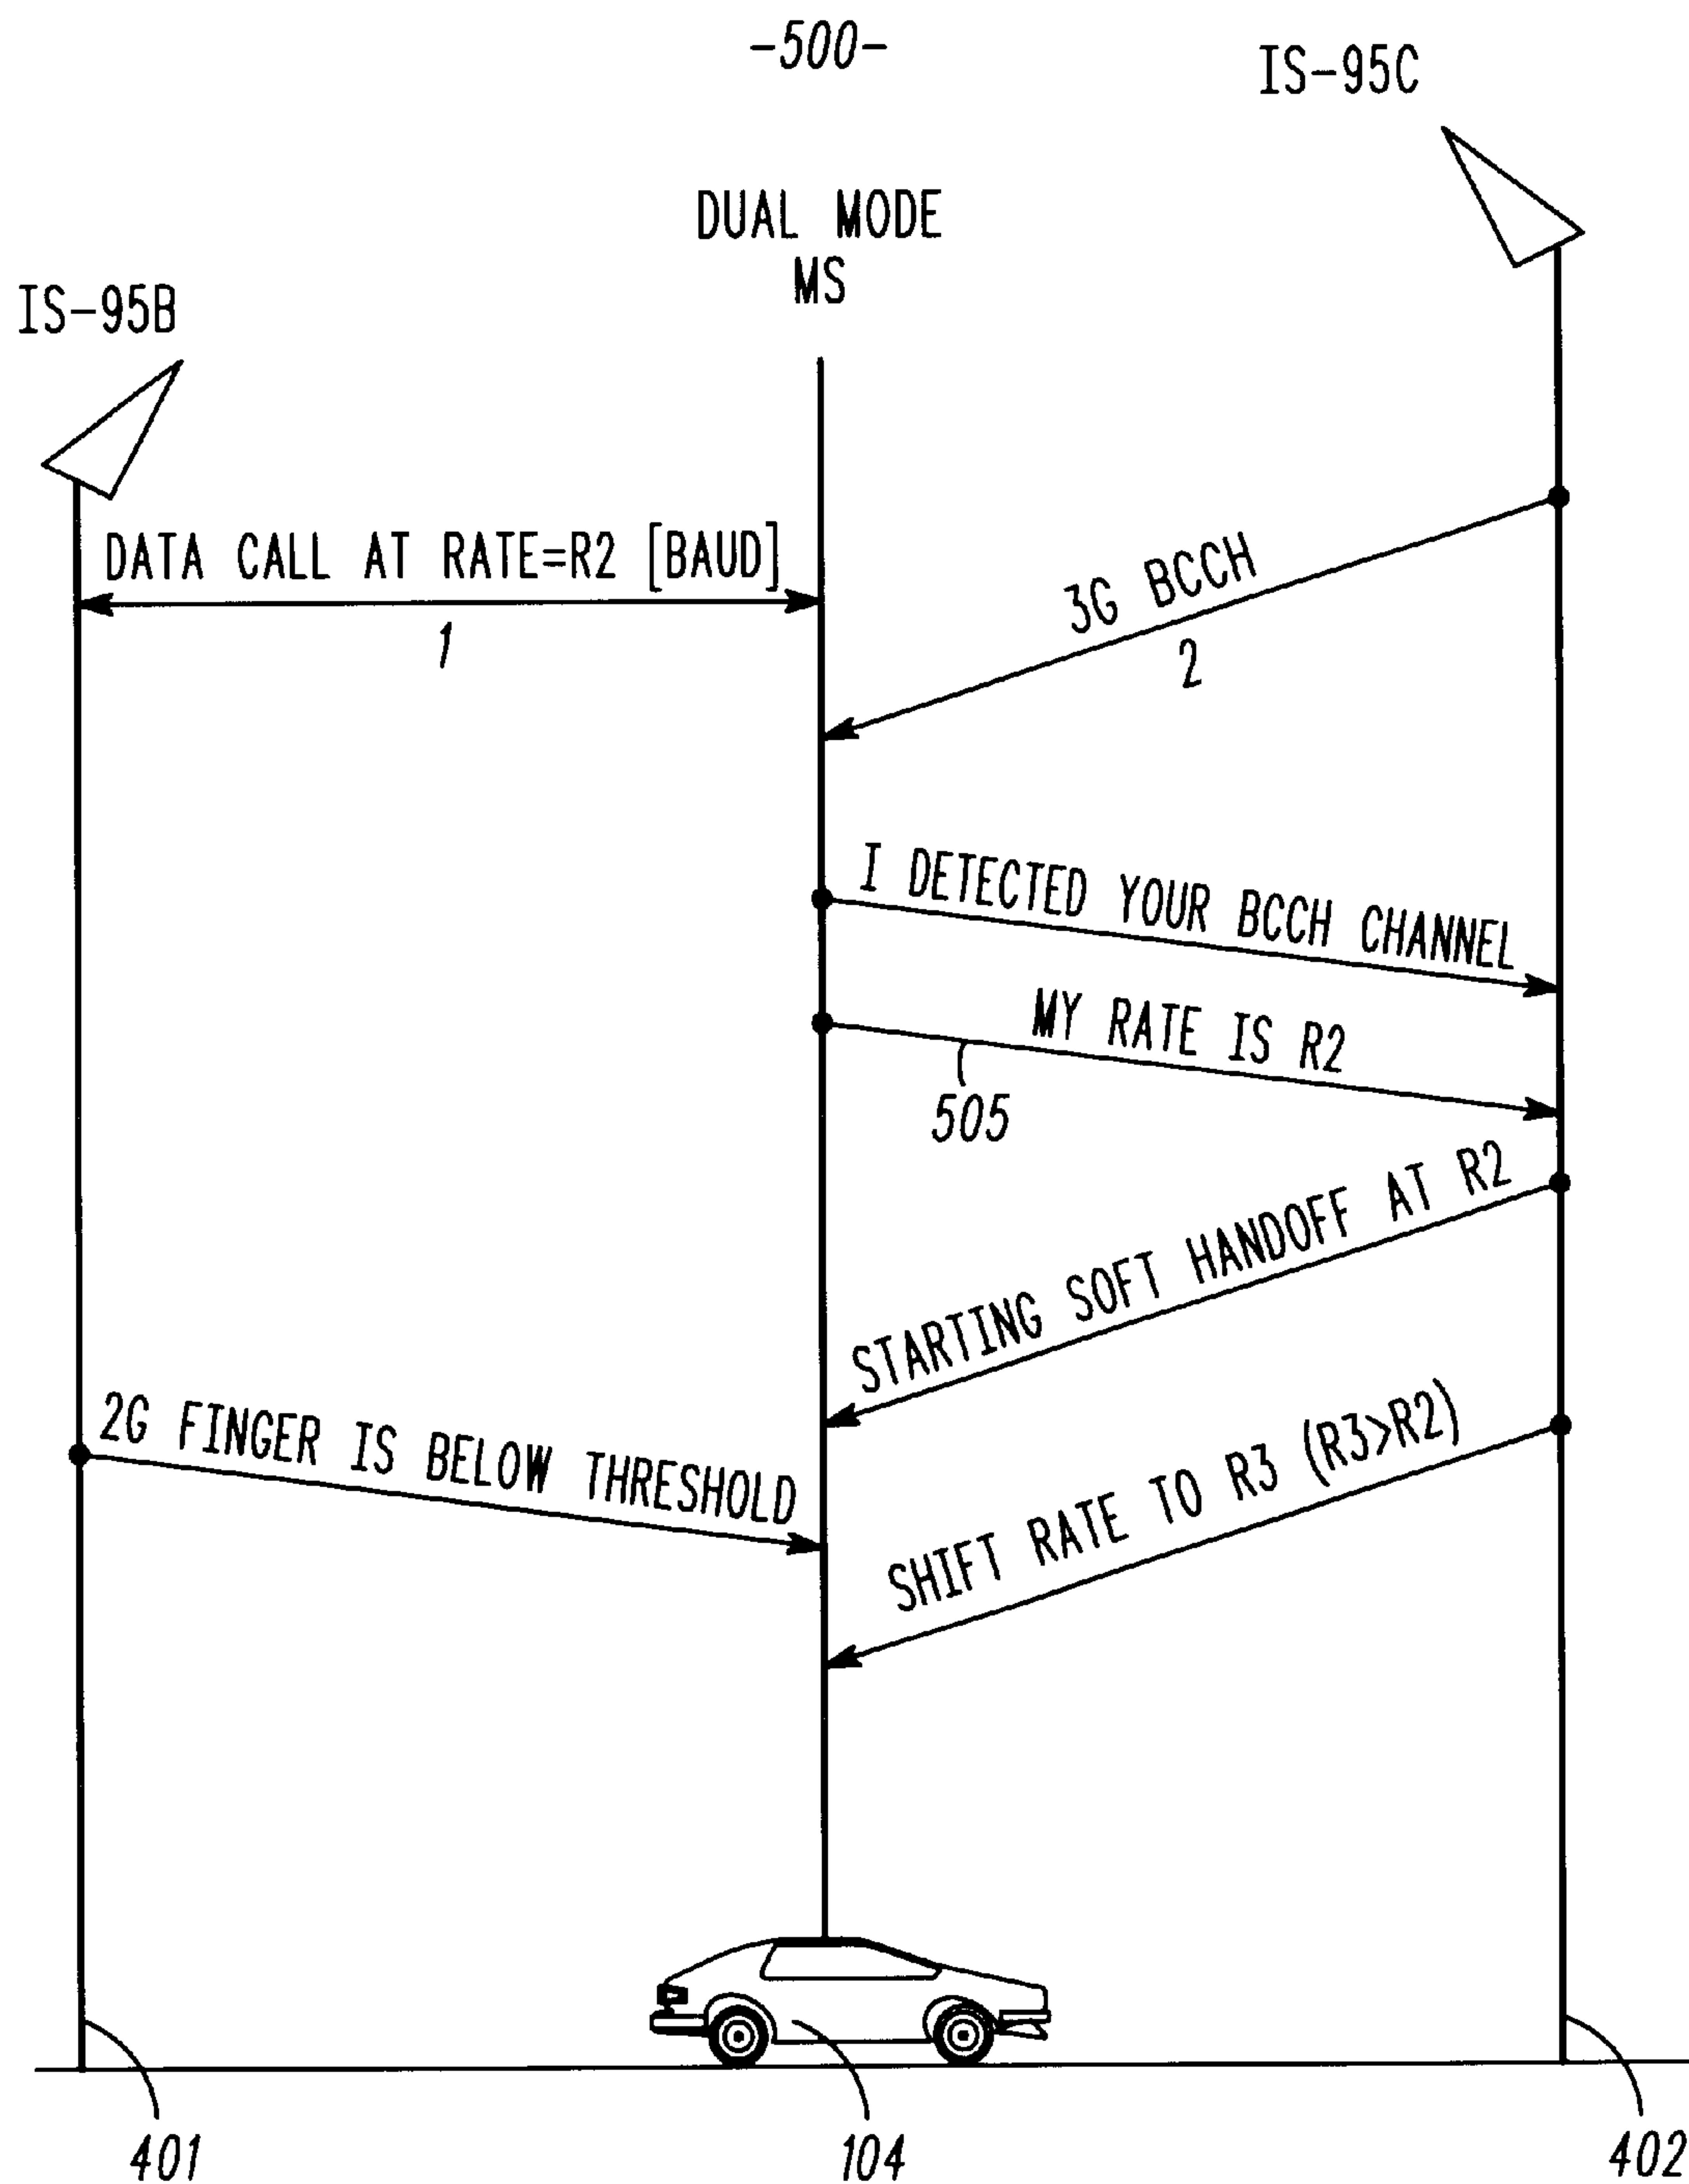 -500-
IS-95C
DUAL MODE
MS
IS-95B
DATA CALL AT RATE=R2 [BAUD]
1
3G BCCH
2
I DETECTED YOUR BCCH CHANNEL
MY RATE IS R2
505
STARTING SOFT HANDOFF AT R2
2G FINGER IS BELOW THRESHOLD
SHIFT RATE TO R3 (R3>R2)
401
104
402